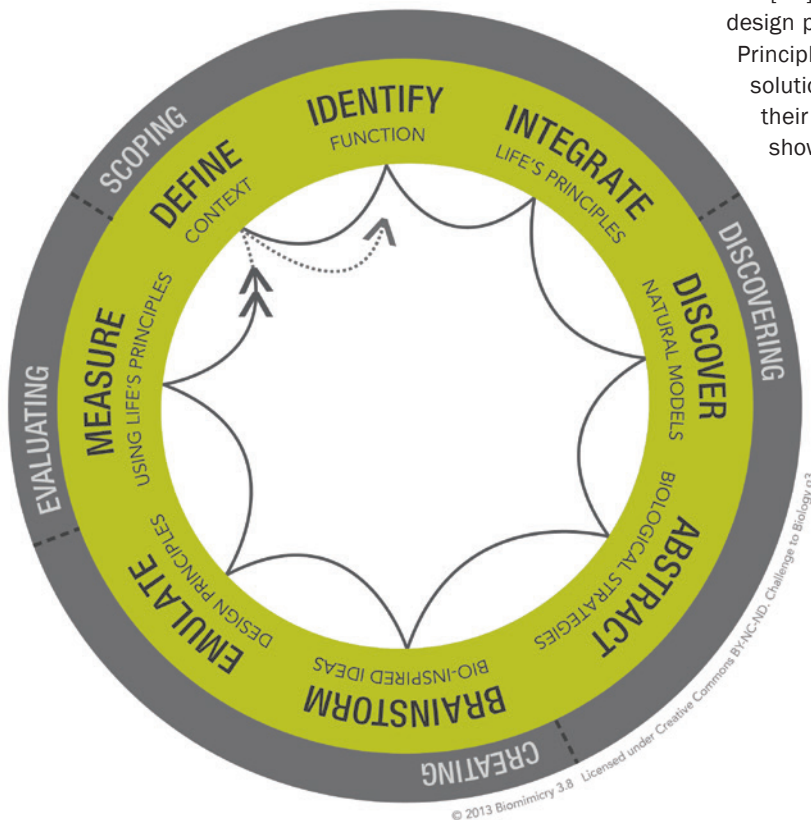 design p
Principl
solutio
their
show
SCOPING
DEFINE
CONTEXT
IDENTIFY
FUNCTION
INTEGRATE
LIFE'S PRINCIPLES
DISCOVERING
DISCOVER
NATURAL MODELS
ABSTRACT
BIOLOGICAL STRATEGIES
CREATING
BRAINSTORM
BIO-INSPIRED IDEAS
EMULATE
DESIGN PRINCIPLES
EVALUATING
MEASURE
USING LIFE'S PRINCIPLES
© 2013 Biomimicry 3.8 Licensed under Creative Commons BY-NC-ND. Challenge to Biology